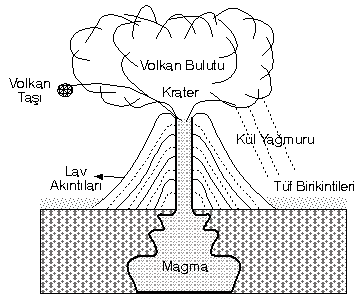 Volkan Bulutu
Volkan
Taşı
Krater
Kül Yağmuru
Lav
Akıntıları
Tüf Birikintileri
Magma